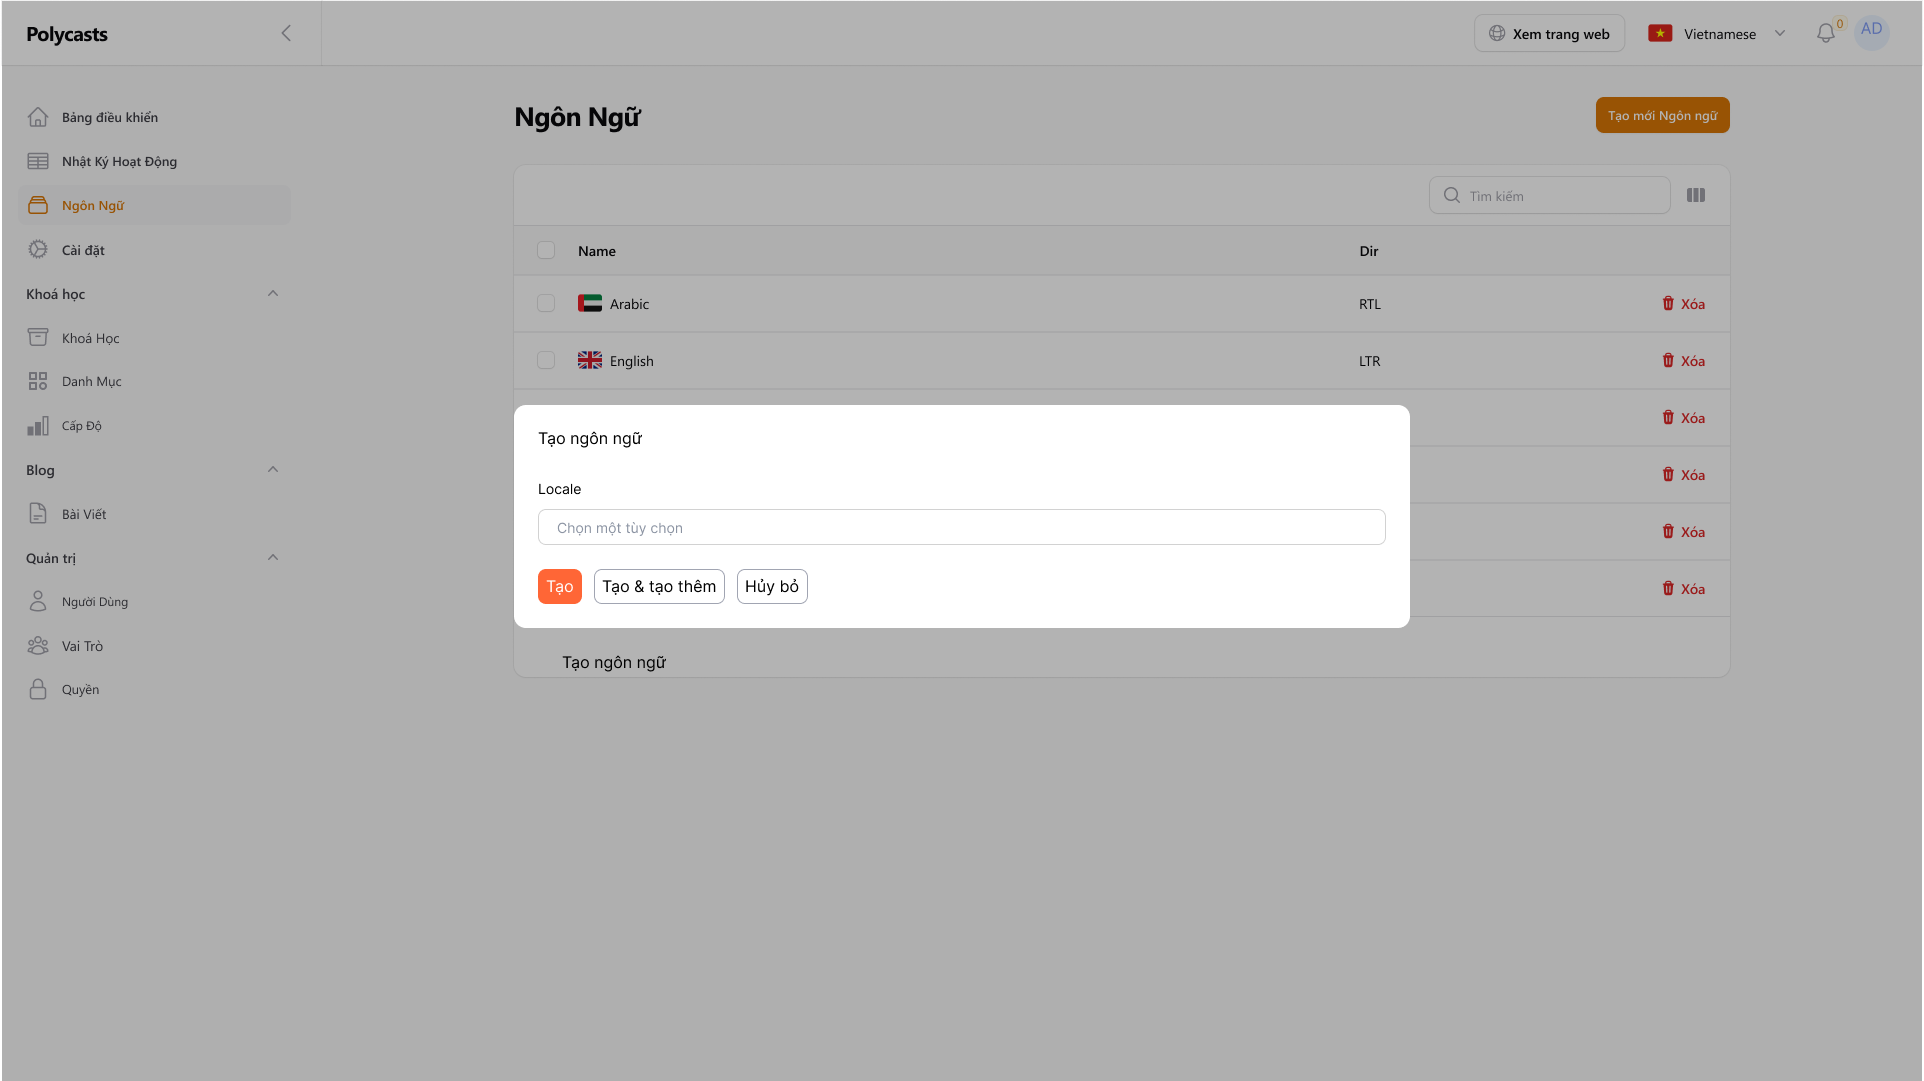 Polycasts
Xem trang web
Vietnamese
0
AD
Bảng điều khiển
Nhật Ký Hoạt Động
Ngôn Ngữ
Cài đặt
Khoá học
Khoá Học
Danh Mục
Cấp Độ
Blog
Bài Viết
Quản trị
Người Dùng
Vai Trò
Quyền
Ngôn Ngữ
Tạo mới Ngôn ngữ
Tìm kiếm
Name Dir
Arabic RTL Xóa
English LTR Xóa
Xóa
Xóa
Xóa
Xóa
Tạo ngôn ngữ
Locale
Chọn một tùy chọn
Tạo Tạo & tạo thêm Hủy bỏ
Tạo ngôn ngữ